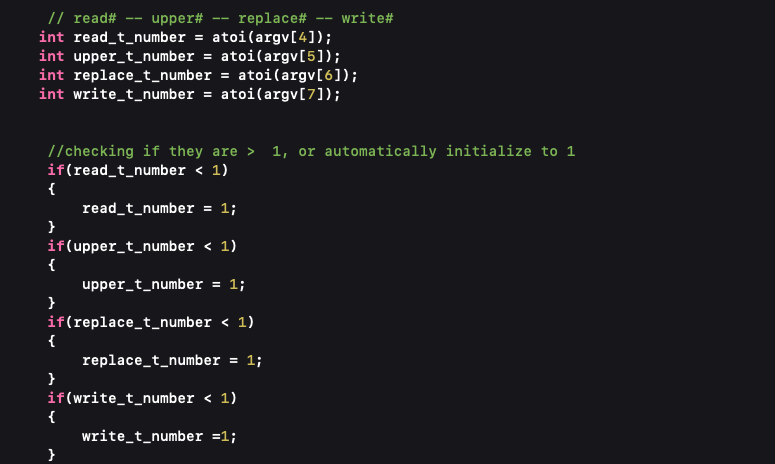 // read# -- upper# -- replace# -- write#
int read_t_number = atoi(argv[4]);
int upper_t_number = atoi(argv[5]);
int replace_t_number = atoi(argv[6]);
int write_t_number = atoi(argv[7]);
//checking if they are >  1, or automatically initialize to 1
if(read_t_number < 1)
{
    read_t_number = 1;
}
if(upper_t_number < 1)
{
    upper_t_number = 1;
}
if(replace_t_number < 1)
{
    replace_t_number = 1;
}
if(write_t_number < 1)
{
    write_t_number =1;
}